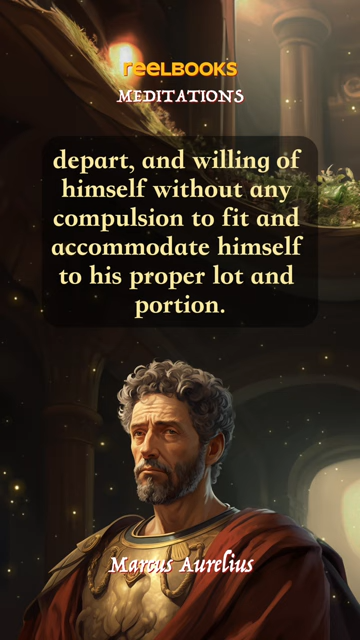 reelbooks
MEDITATIONS
depart, and willing of
himself without any
compulsion to fit and
accommodate himself
to his proper lot and
portion.
Marcus Aurelius